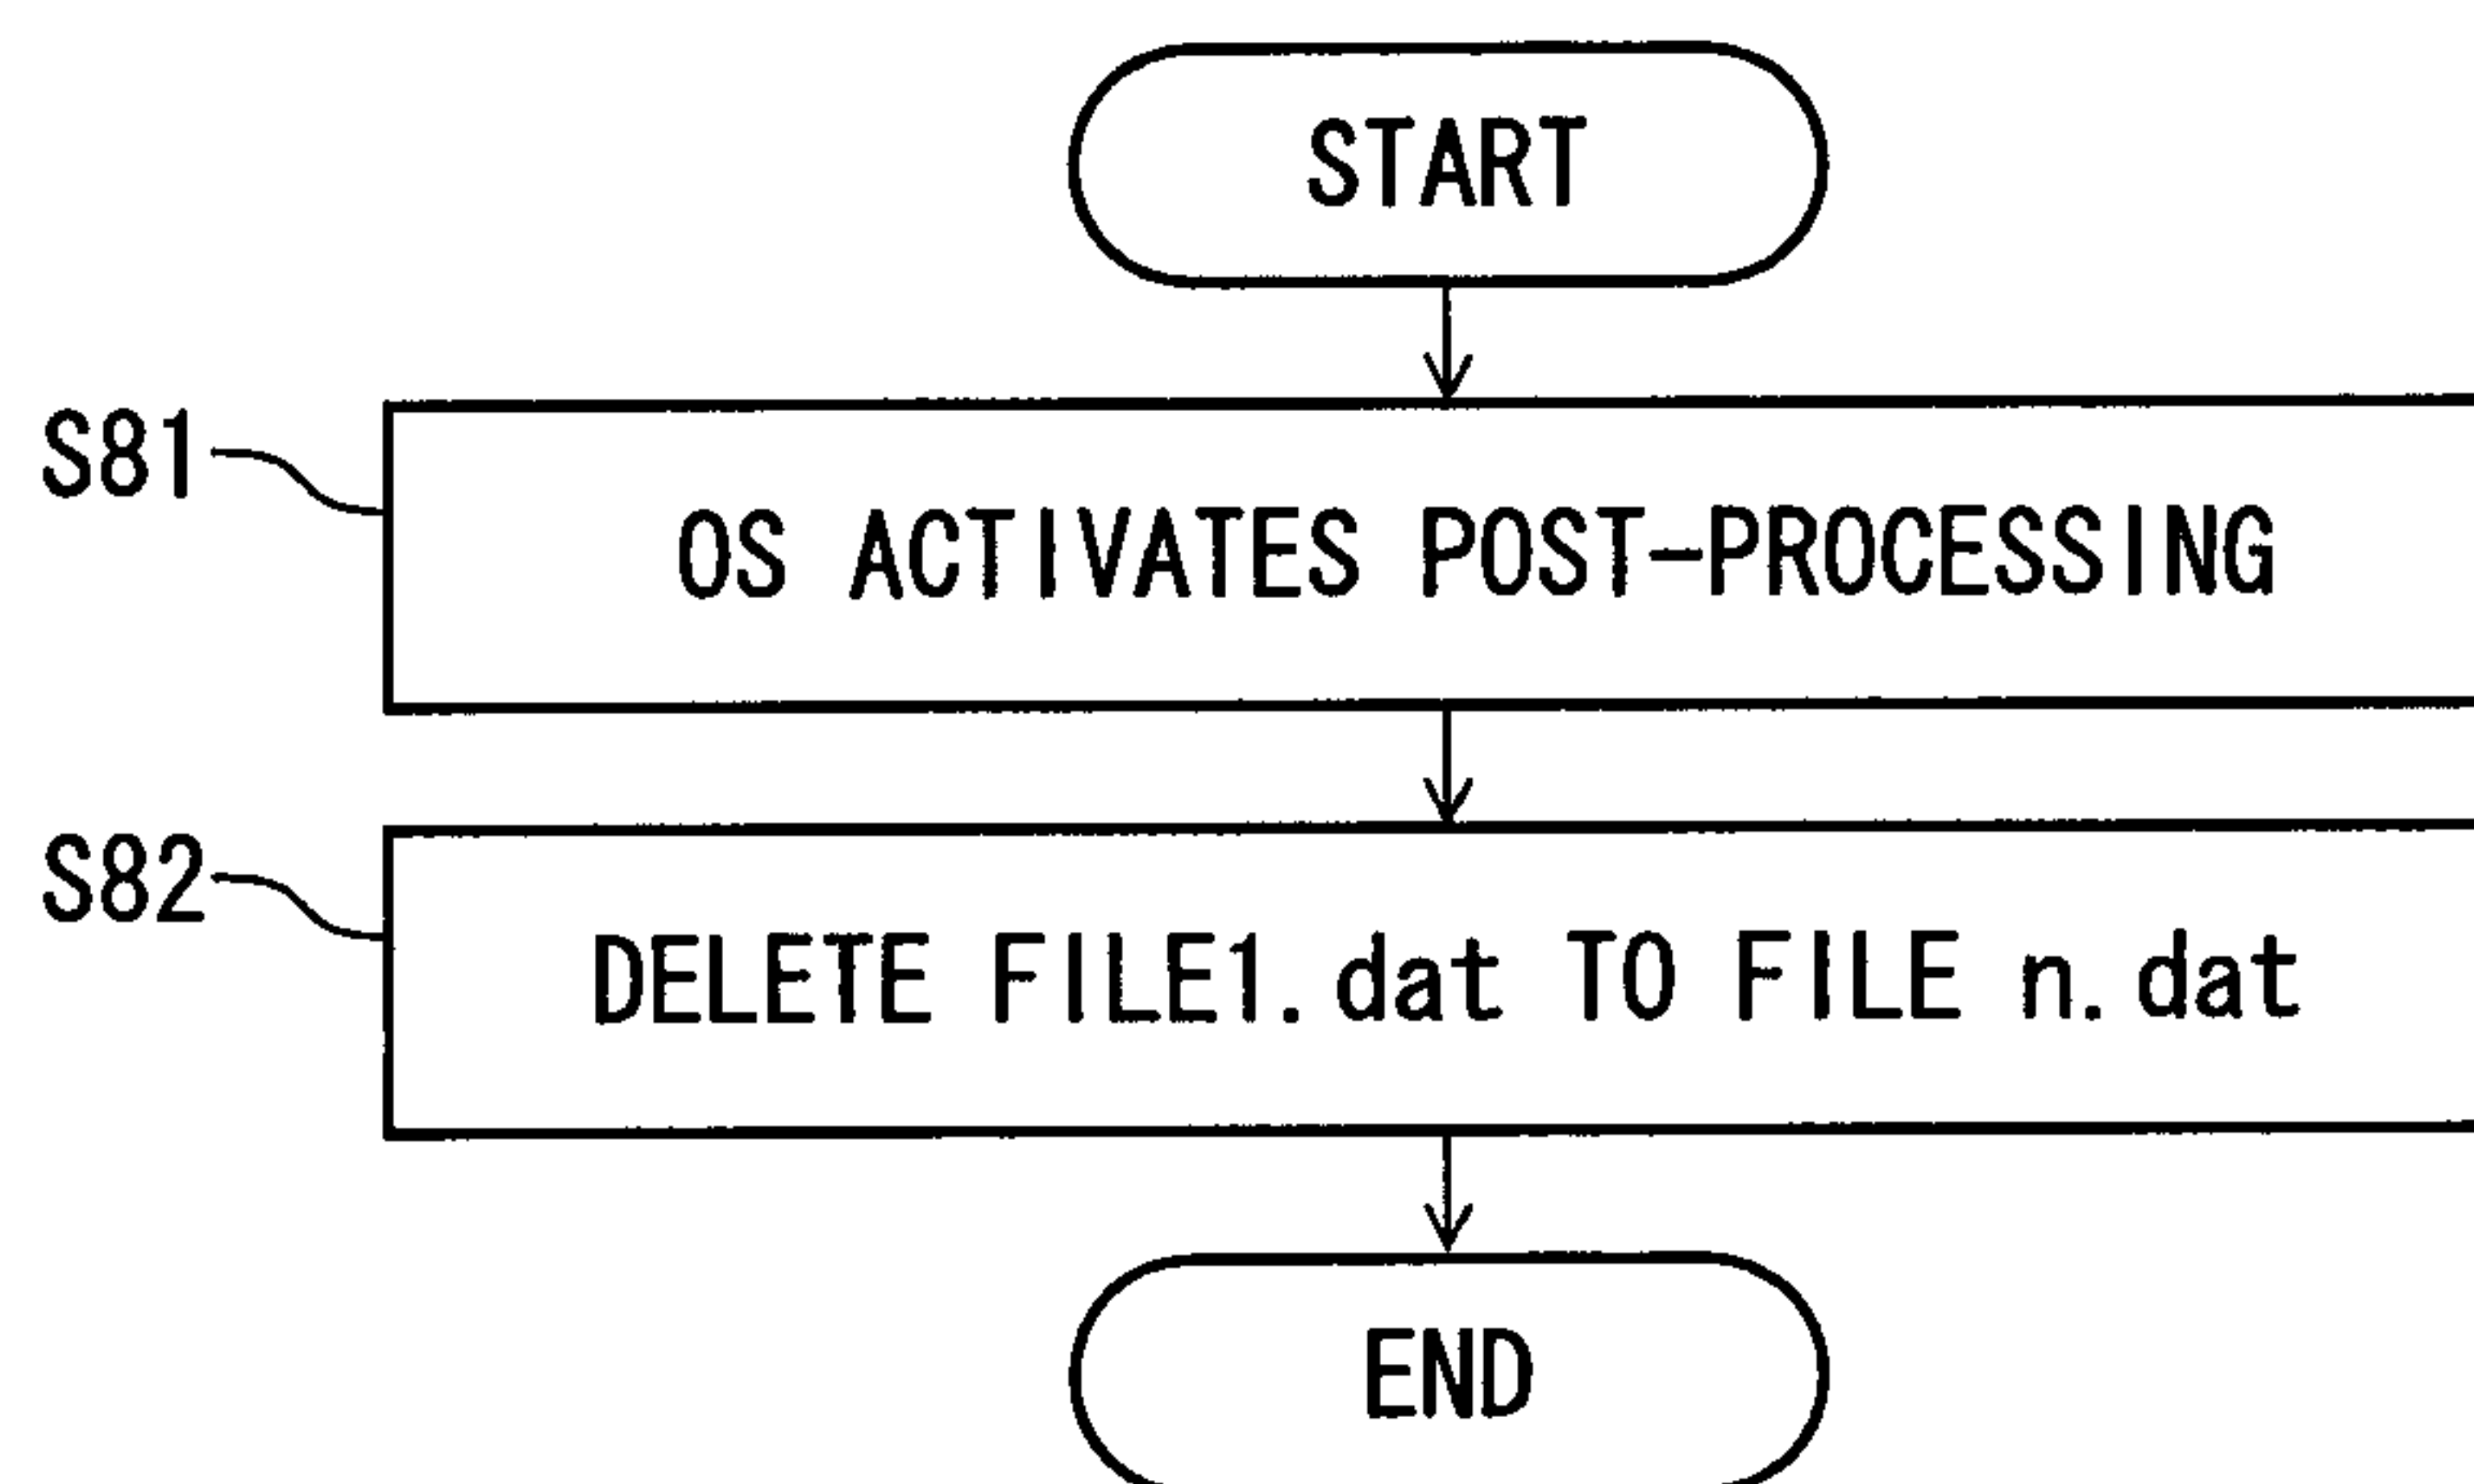 START
S81
OS ACTIVATES POST-PROCESSING
S82
DELETE FILE1.dat TO FILE n.dat
END